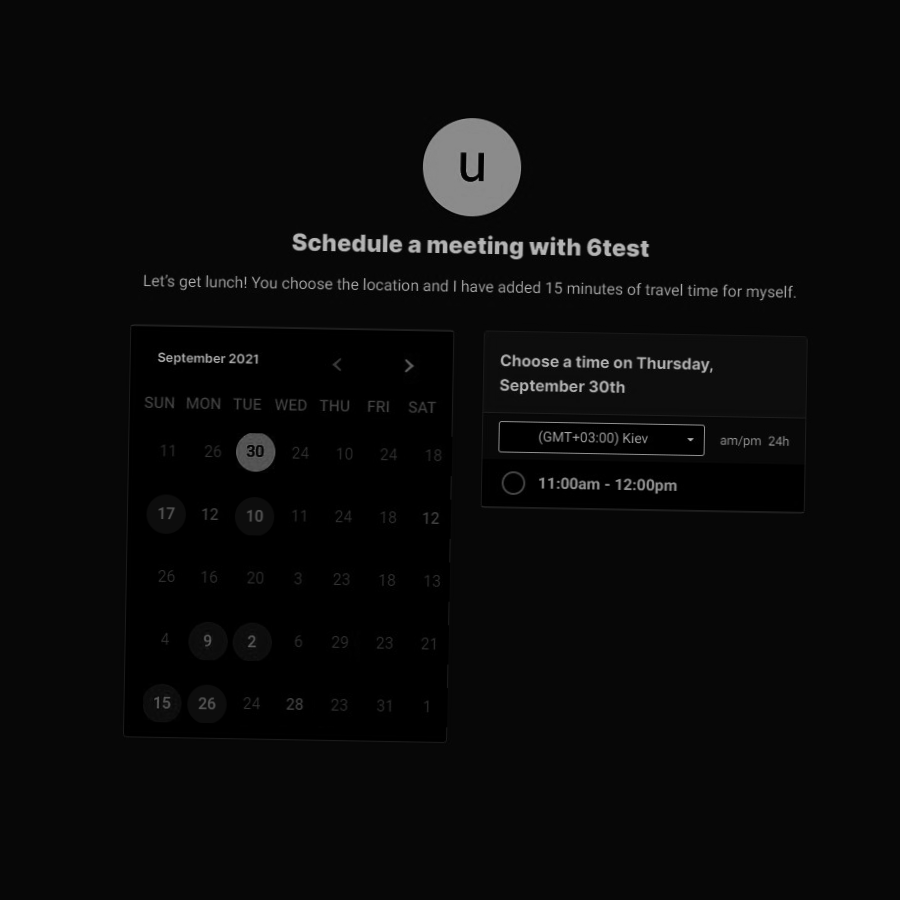 u
Schedule a meeting with 6test
Let's get lunch! You choose the location and I have added 15 minutes of travel time for myself.
September 2021
SUN MON TUE WED THU FRI SAT
11 26 30 24 10 24 18
17 12 10 11 24 18 12
26 16 20 3 23 18 13
4 9 2 6 29 23 21
15 26 24 28 23 31 1
Choose a time on Thursday,
September 30th
(GMT+03:00) Kiev am/pm 24h
11:00am - 12:00pm